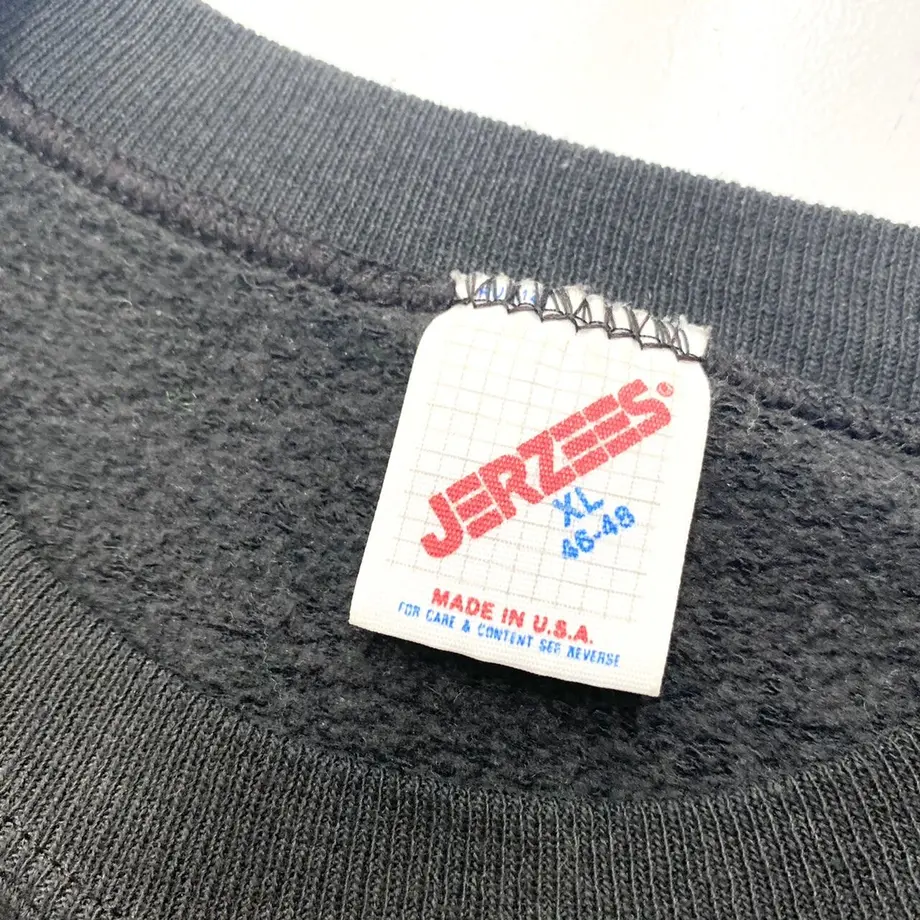 JERZEES®
XL
46-48
MADE IN U.S.A.
FOR CARE & CONTENT SEE REVERSE